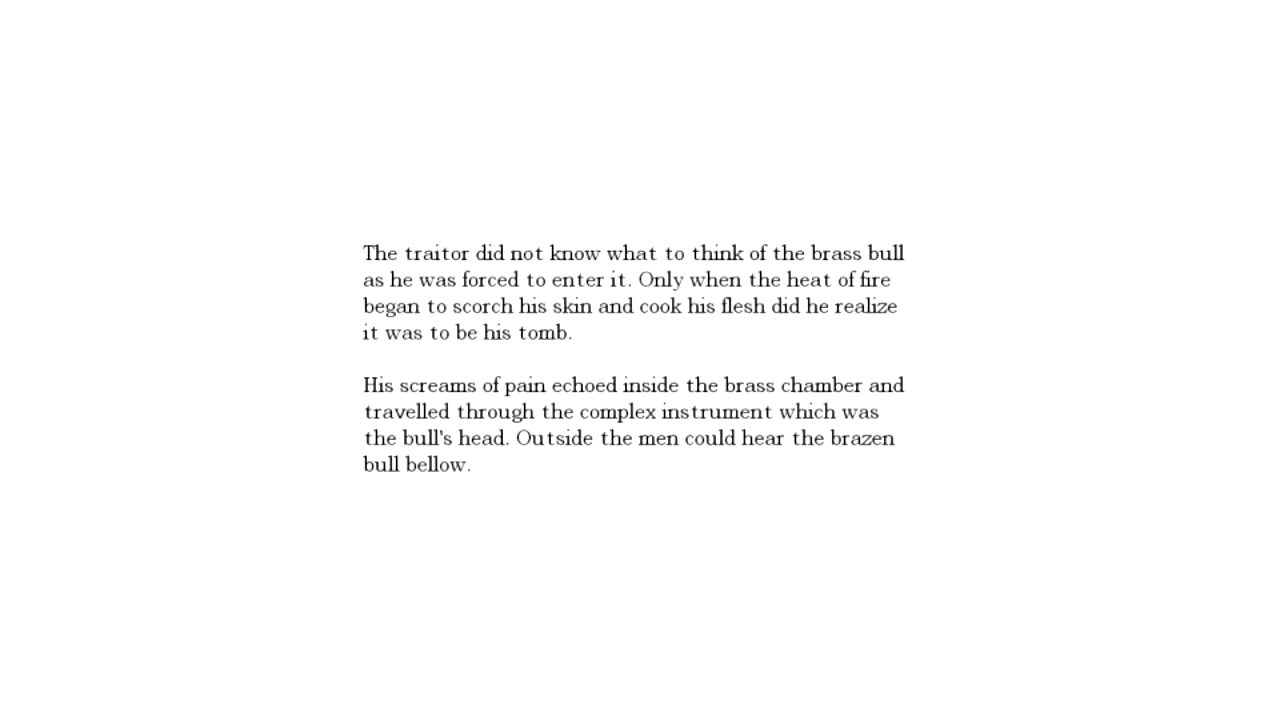 The traitor did not know what to think of the brass bull
as he was forced to enter it. Only when the heat of fire
began to scorch his skin and cook his flesh did he realize
it was to be his tomb.
His screams of pain echoed inside the brass chamber and
travelled through the complex instrument which was
the bull's head. Outside the men could hear the brazen
bull bellow.